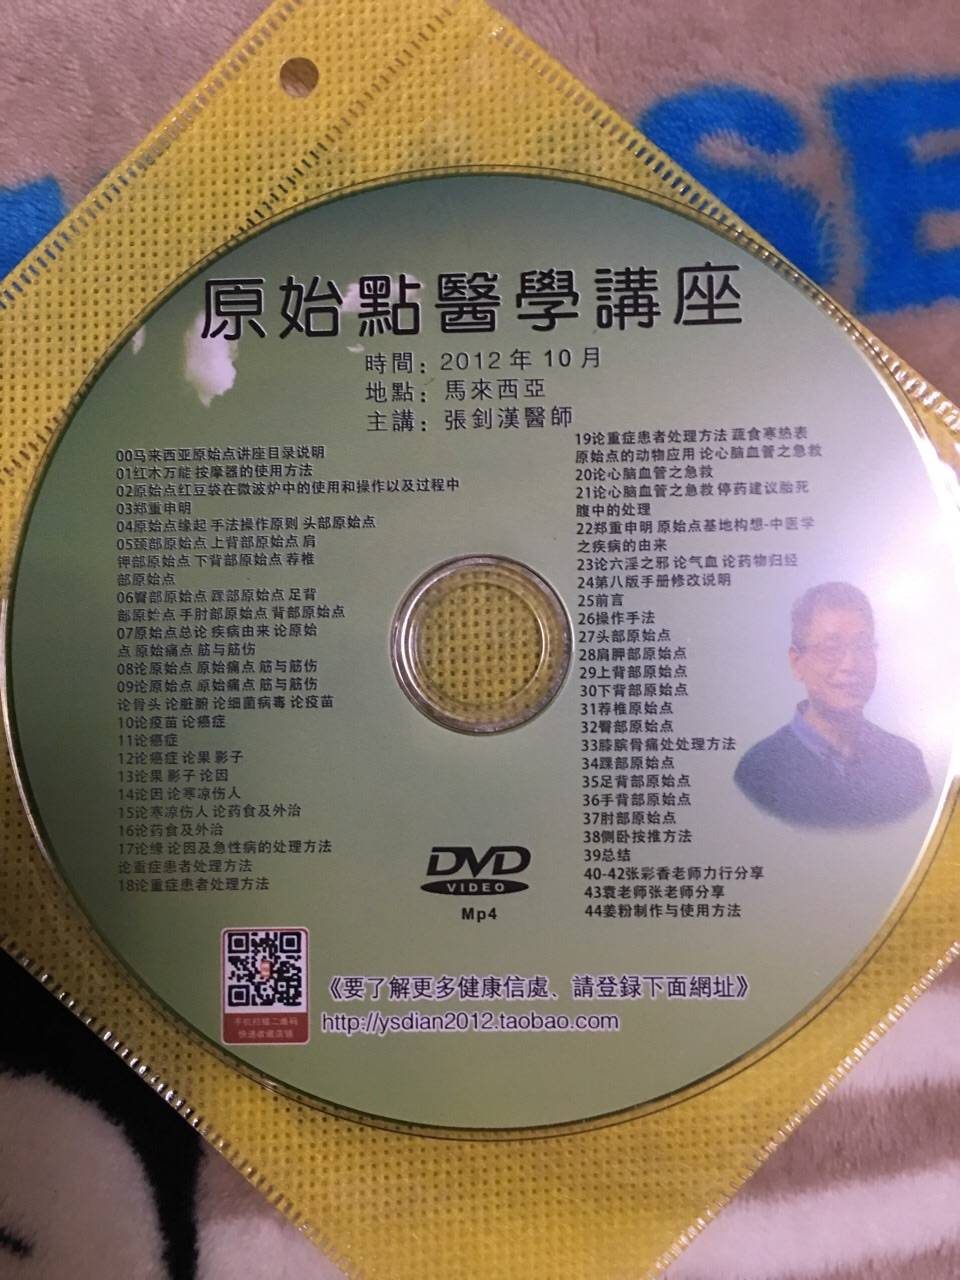 原始點醫學講座
時間：2012年10月
地點：馬來西亞
主講：張釗漢醫師
00马来西亚原始点讲座目录说明
01红木万能 按摩器的使用方法
02原始点红豆袋在微波炉中的使用和操作以及过程中
03郑重申明
04原始点缘起 手法操作原则 头部原始点
05颈部原始点 上背部原始点 肩
钾部原始点 下背部原始点 荐椎
部原始点
06臀部原始点 踝部原始点 足背
部原始点 手肘部原始点 背部原始点
07原始点总论 疾病由来 论原始
点 原始痛点 筋与筋伤
08论原始点 原始痛点 筋与筋伤
09论原始点 原始痛点 筋与筋伤
论骨头 论脏腑 论细菌病毒 论疫苗
10论疫苗 论癌症
11论癌症
12论癌症 论果 影子
13论果 影子 论因
14论因 论寒凉伤人
15论寒凉伤人 论药食及外治
16论药食及外治
17论缘 论因及急性病的处理方法
论重症患者处理方法
18论重症患者处理方法
19论重症患者处理方法 蔬食寒热表
原始点的动物应用 论心脑血管之急救
20论心脑血管之急救
21论心脑血管之急救 停药建议胎死
腹中的处理
22郑重申明 原始点基地构想-中医学
之疾病的由来
23论六淫之邪 论气血 论药物归经
24第八版手册修改说明
25前言
26操作手法
27头部原始点
28肩胛部原始点
29上背部原始点
30下背部原始点
31荐椎原始点
32臀部原始点
33膝膑骨痛处处理方法
34踝部原始点
35足背部原始点
36手背部原始点
37肘部原始点
38侧卧按推方法
39总结
40-42张彩香老师力行分享
43袁老师张老师分享
44姜粉制作与使用方法
DVD
VIDEO
Mp4
手机扫描二维码
快速收藏店铺
《要了解更多健康信處、請登録下面網址》
http://ysdian2012.taobao.com
SE